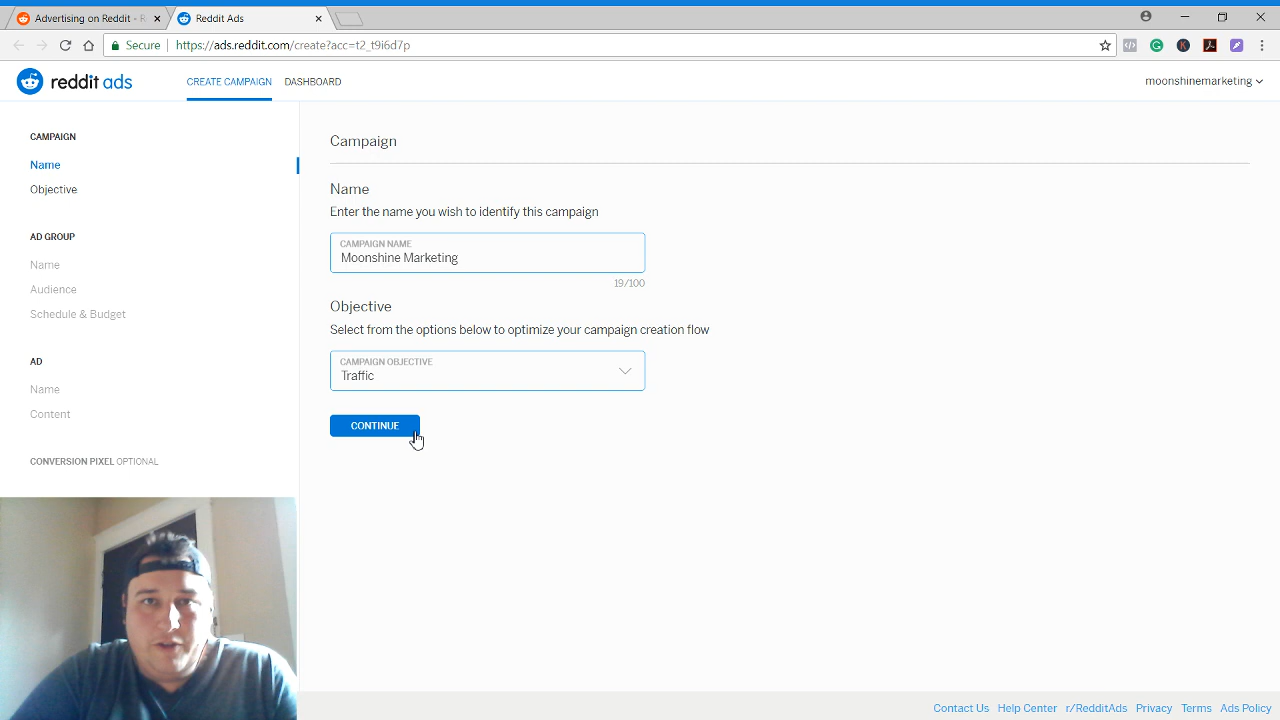 Advertising on Reddit - R
Reddit Ads
Secure
https://ads.reddit.com/create?acc=t2_t9i6d7p
reddit ads
CREATE CAMPAIGN
DASHBOARD
moonshinemarketing
CAMPAIGN
Name
Objective
AD GROUP
Name
Audience
Schedule & Budget
AD
Name
Content
CONVERSION PIXEL OPTIONAL
Campaign
Name
Enter the name you wish to identify this campaign
CAMPAIGN NAME
Moonshine Marketing
19/100
Objective
Select from the options below to optimize your campaign creation flow
CAMPAIGN OBJECTIVE
Traffic
CONTINUE
Contact Us Help Center r/RedditAds Privacy Terms Ads Policy